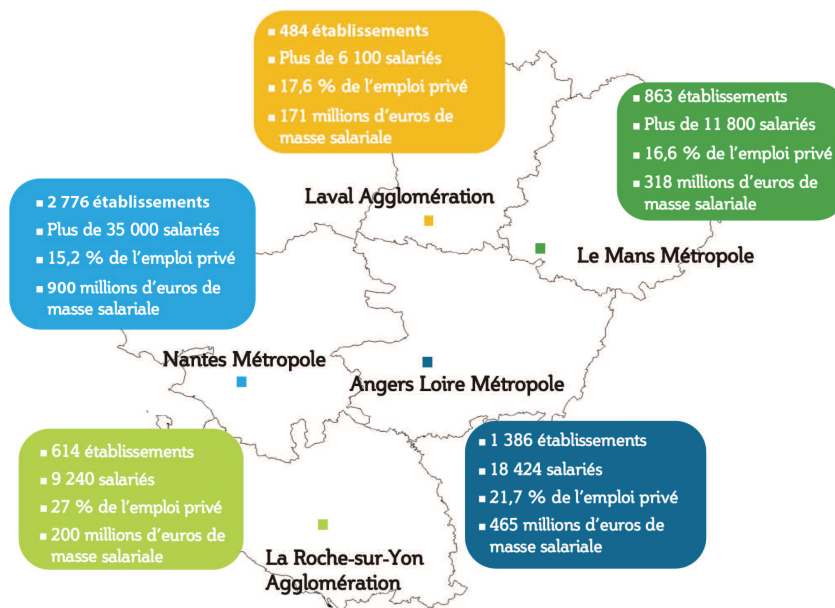 ▪ 484 établissements
▪ Plus de 6 100 salariés
▪ 17,6 % de l’emploi privé
▪ 171 millions d’euros de
masse salariale
▪ 863 établissements
▪ Plus de 11 800 salariés
▪ 16,6 % de l’emploi privé
▪ 318 millions d’euros de
masse salariale
Laval Agglomération
▪ 2 776 établissements
▪ Plus de 35 000 salariés
▪ 15,2 % de l’emploi privé
▪ 900 millions d’euros de
masse salariale
Le Mans Métropole
Nantes Métropole
Angers Loire Métropole
▪ 614 établissements
▪ 9 240 salariés
▪ 27 % de l’emploi privé
▪ 200 millions d’euros de
masse salariale
▪ 1 386 établissements
▪ 18 424 salariés
▪ 21,7 % de l’emploi privé
▪ 465 millions d’euros de
masse salariale
La Roche-sur-Yon
Agglomération